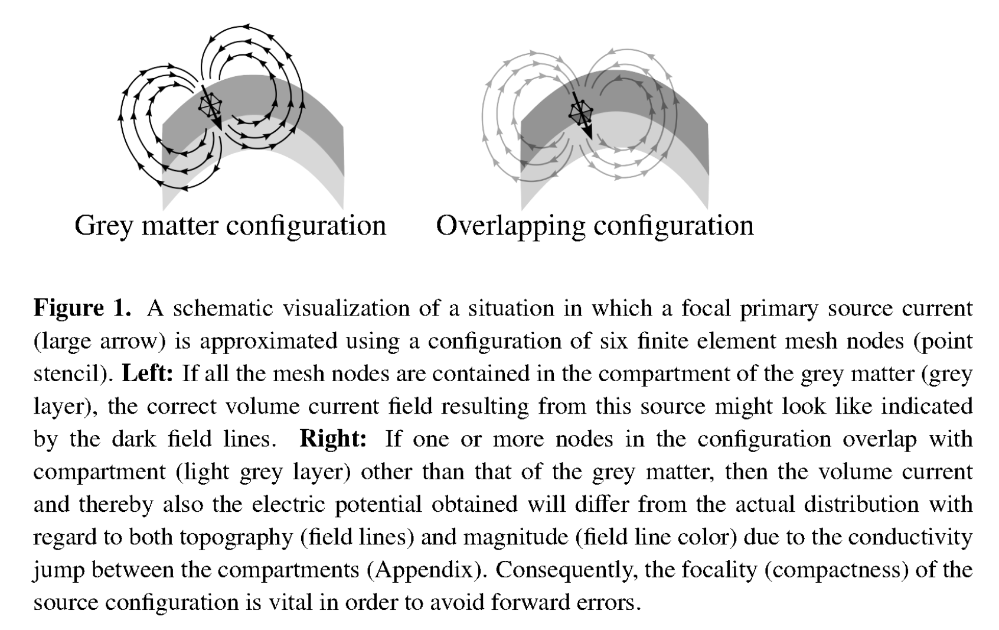 Grey matter configuration
Overlapping configuration
Figure 1. A schematic visualization of a situation in which a focal primary source current
(large arrow) is approximated using a configuration of six finite element mesh nodes (point
stencil). Left: If all the mesh nodes are contained in the compartment of the grey matter (grey
layer), the correct volume current field resulting from this source might look like indicated
by the dark field lines. Right: If one or more nodes in the configuration overlap with
compartment (light grey layer) other than that of the grey matter, then the volume current
and thereby also the electric potential obtained will differ from the actual distribution with
regard to both topography (field lines) and magnitude (field line color) due to the conductivity
jump between the compartments (Appendix). Consequently, the focality (compactness) of the
source configuration is vital in order to avoid forward errors.